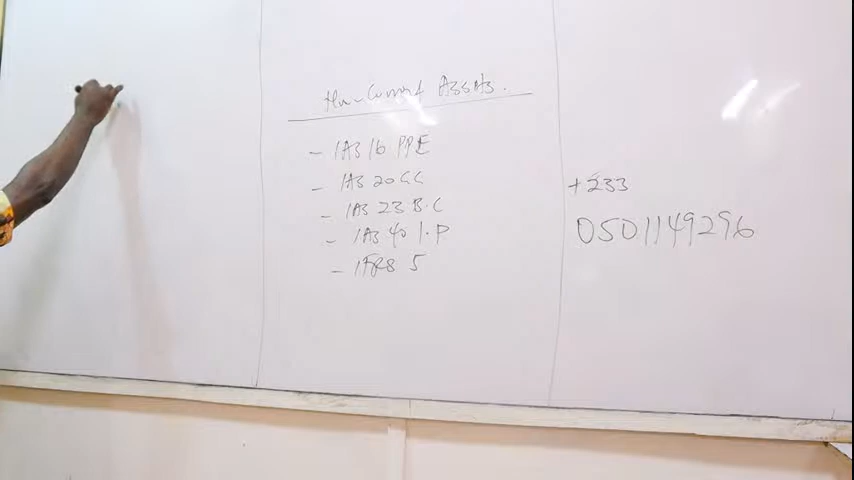 Non-Current Assets.
- IAS 16 PPE
- IAS 20 GG
- IAS 23 B.C
- IAS 40 I.P
- IFRS 5
+233
0501149296